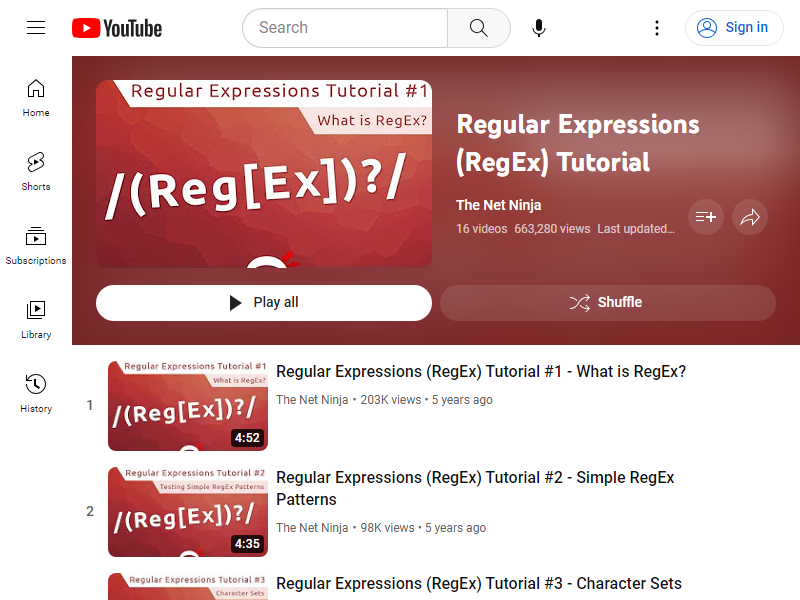 YouTube
Search
Sign in
Home
Shorts
Subscriptions
Library
History
Regular Expressions Tutorial #1
What is RegEx?
/(Reg[Ex])?/
Regular Expressions
(RegEx) Tutorial
The Net Ninja
16 videos 663,280 views Last updated...
Play all
Shuffle
1
Regular Expressions Tutorial #1
What is RegEx?
/(Reg[Ex])?/
4:52
Regular Expressions (RegEx) Tutorial #1 - What is RegEx?
The Net Ninja • 203K views • 5 years ago
2
Regular Expressions Tutorial #2
Testing Simple RegEx Patterns
/(Reg[Ex])?/
4:35
Regular Expressions (RegEx) Tutorial #2 - Simple RegEx
Patterns
The Net Ninja • 98K views • 5 years ago
Regular Expressions Tutorial #3
Character Sets
Regular Expressions (RegEx) Tutorial #3 - Character Sets